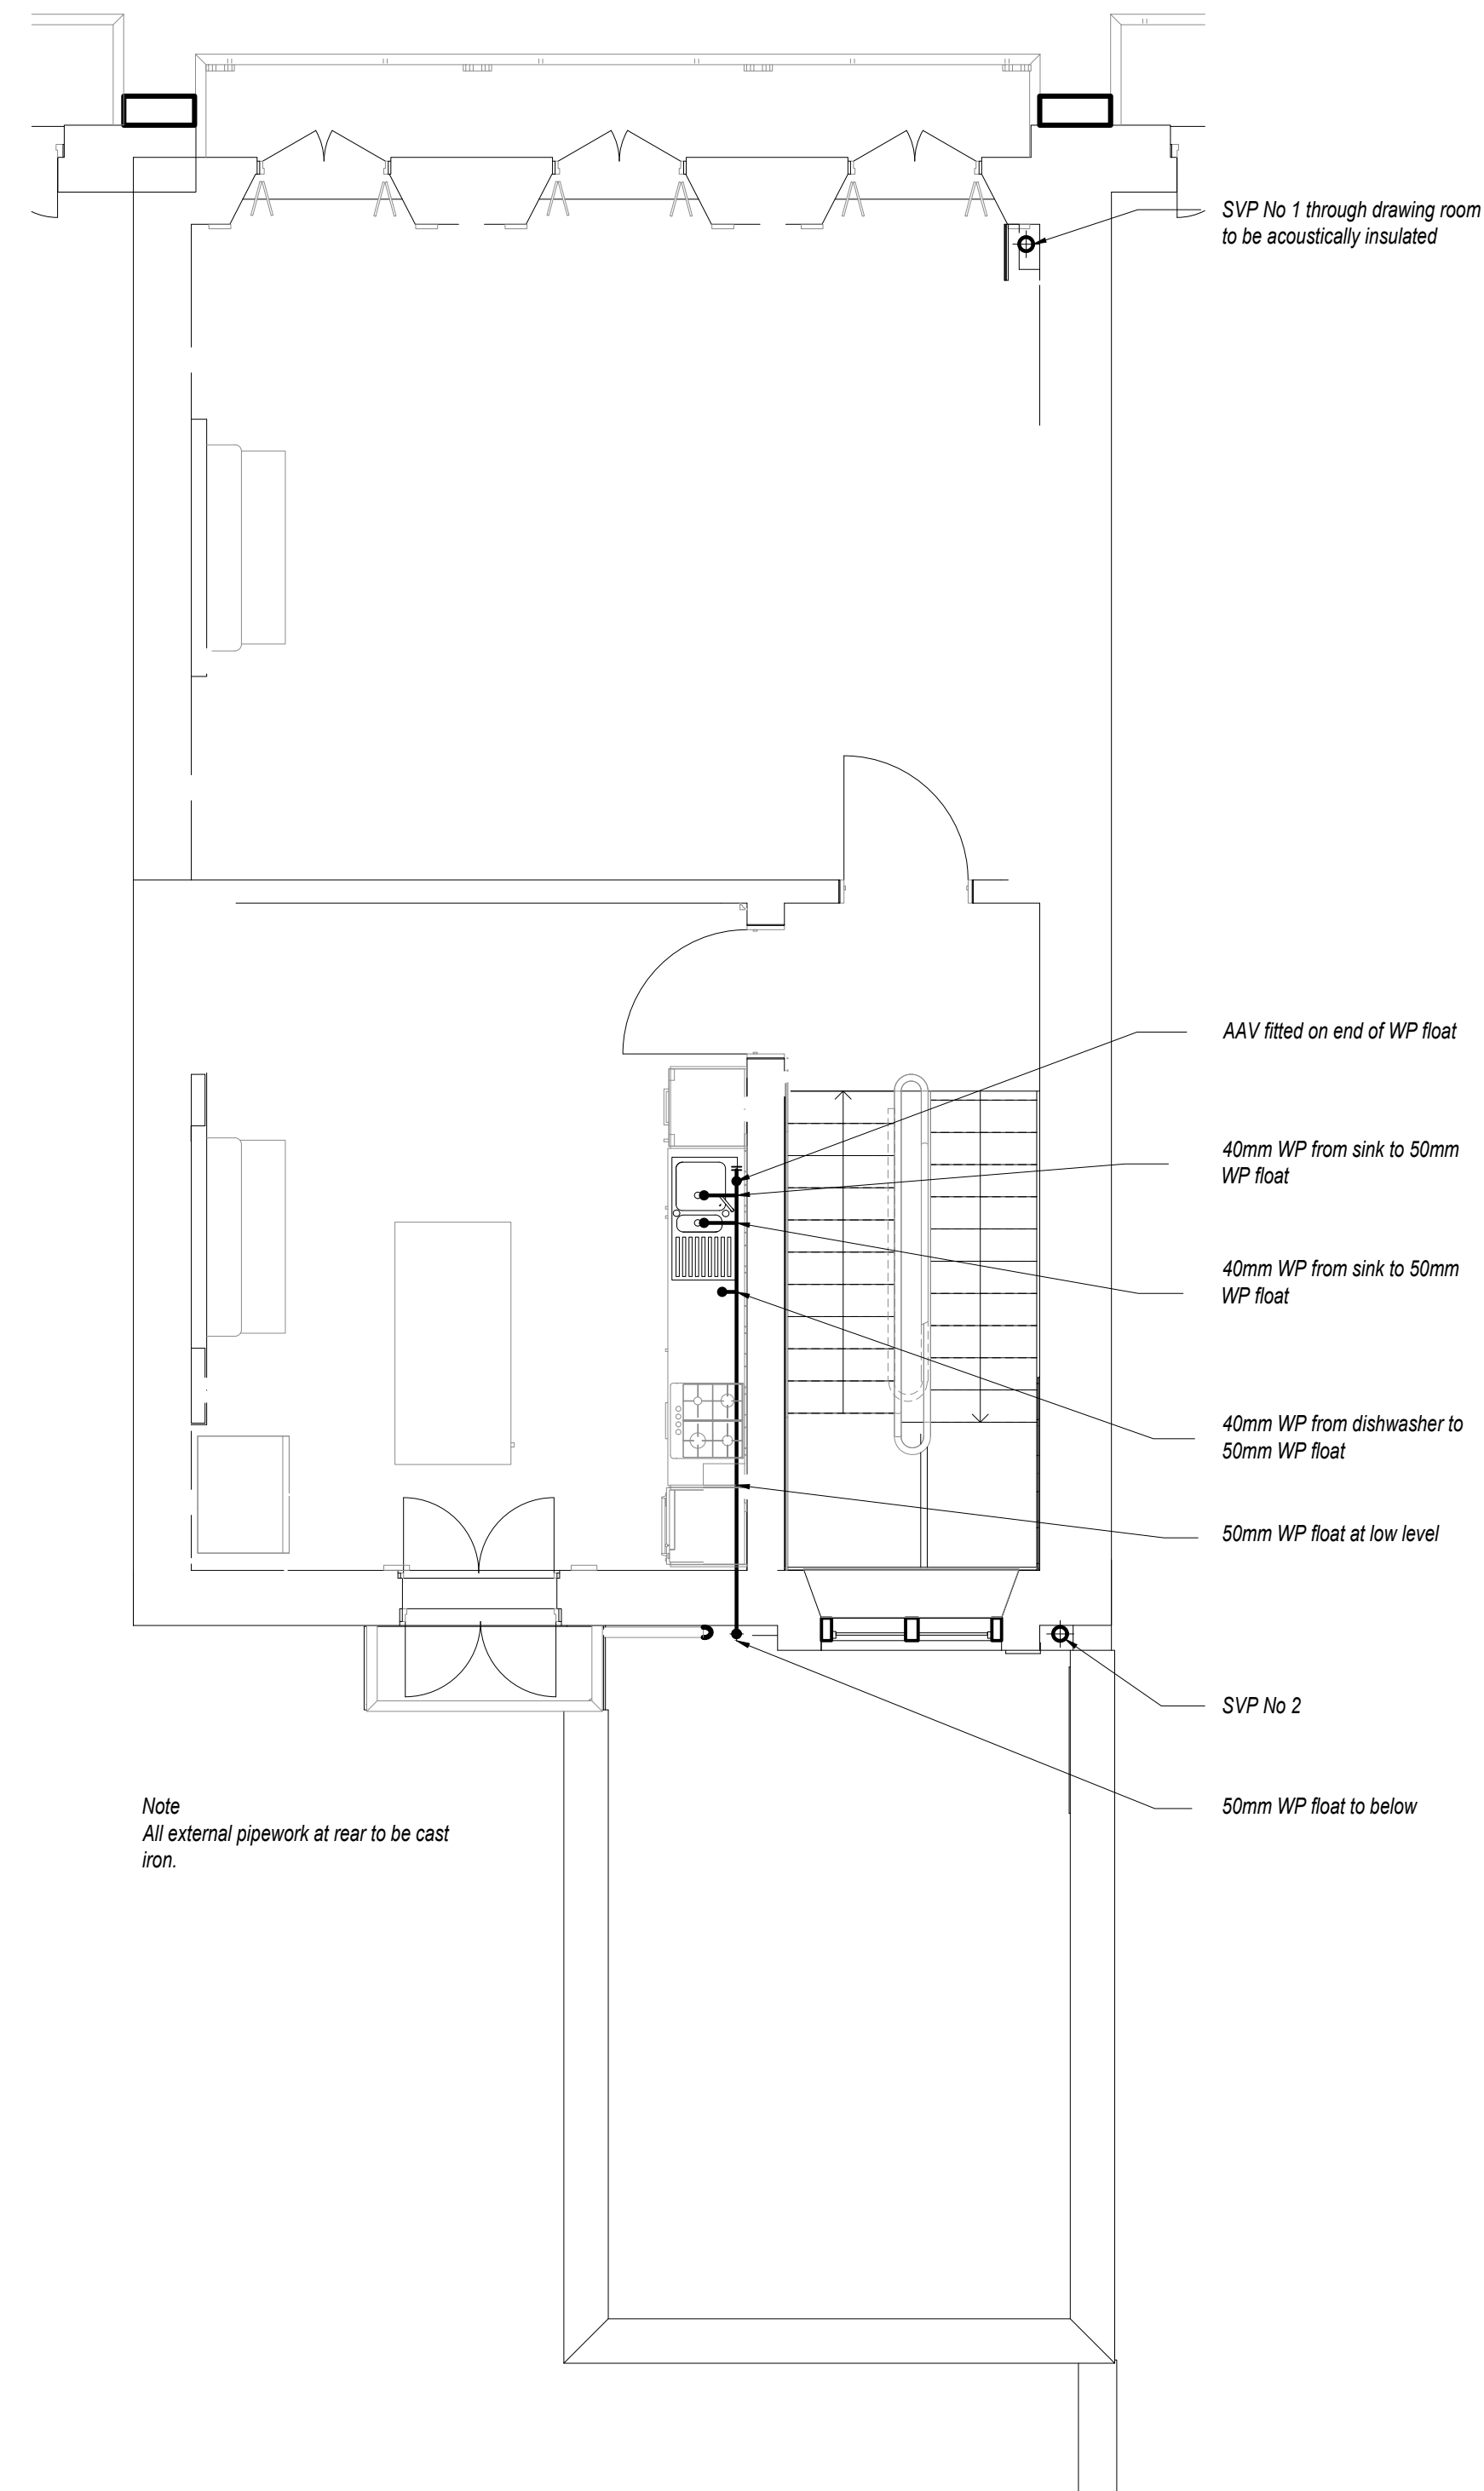 SVP No 1 through drawing room
to be acoustically insulated
AAV fitted on end of WP float
40mm WP from sink to 50mm
WP float
40mm WP from sink to 50mm
WP float
40mm WP from dishwasher to
50mm WP float
50mm WP float at low level
SVP No 2
50mm WP float to below
Note
All external pipework at rear to be cast
iron.